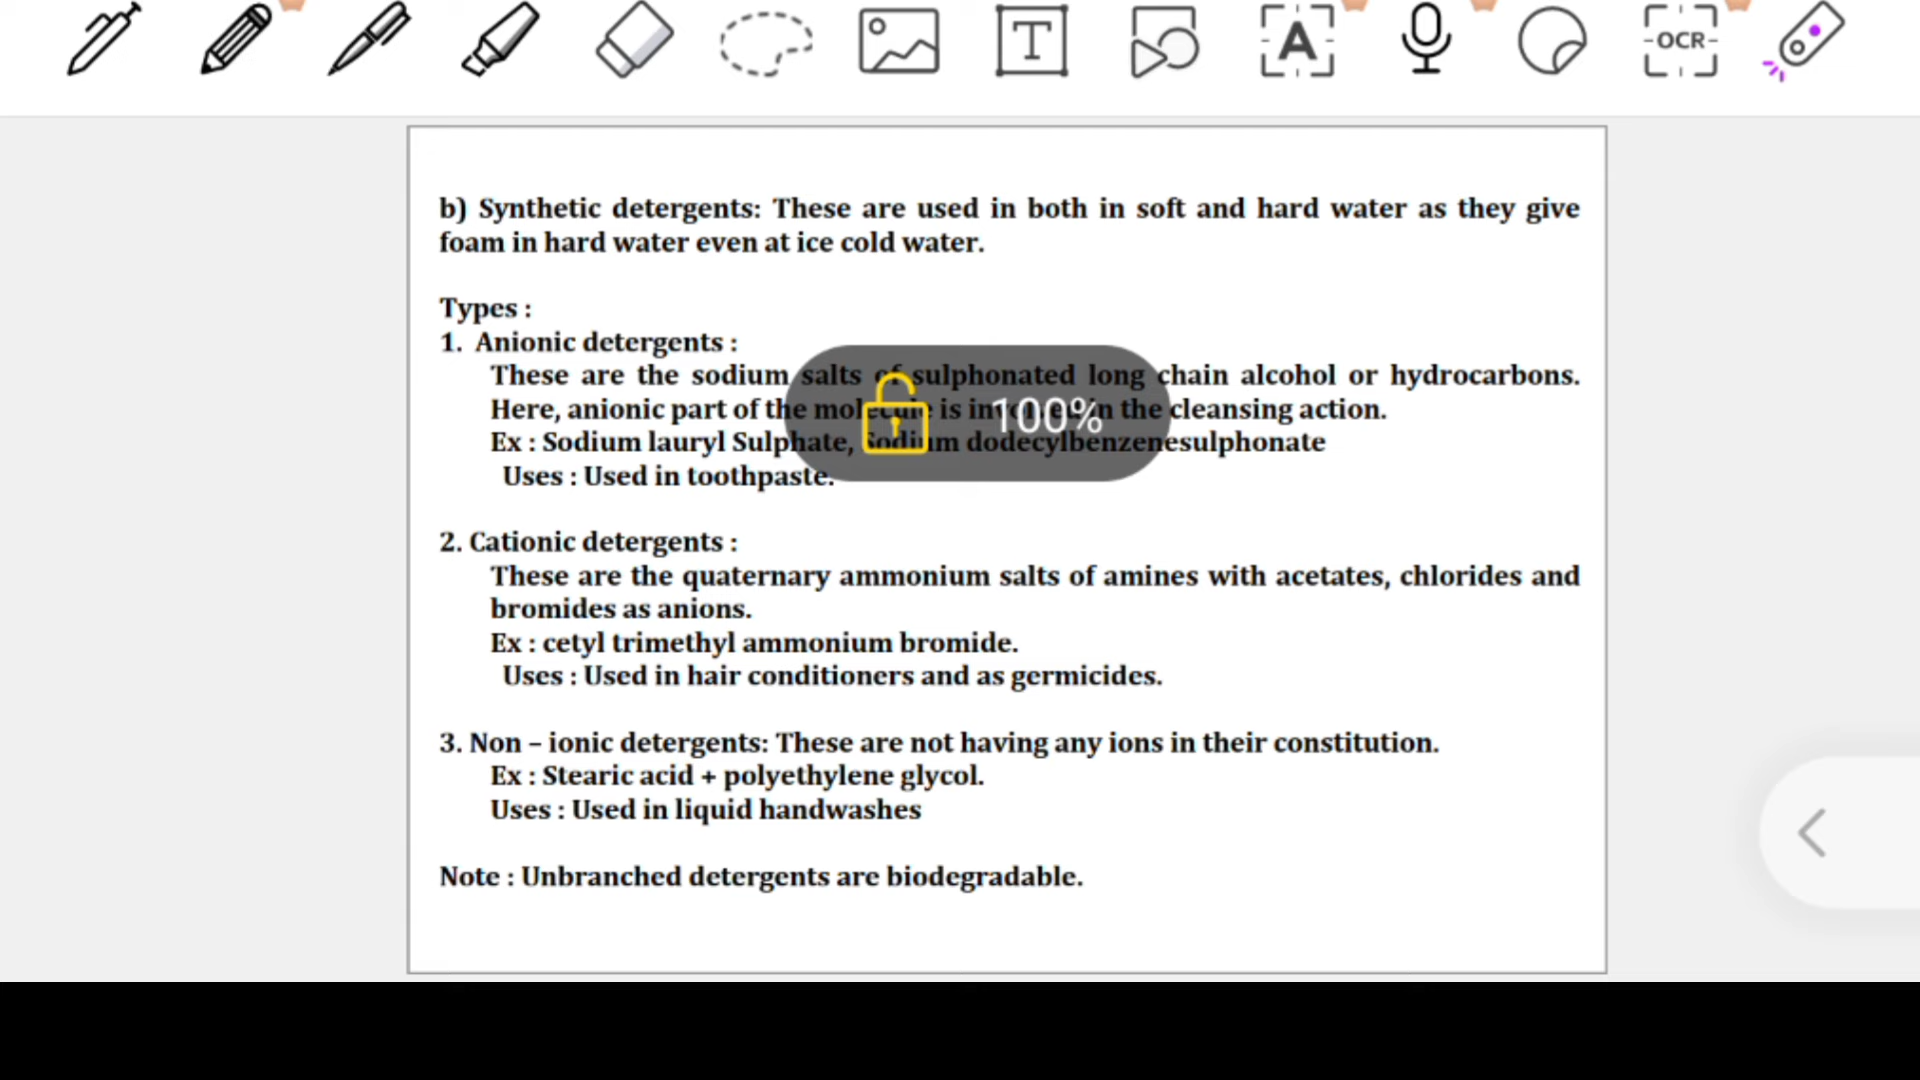 T
A
OCR
b) Synthetic detergents: These are used in both in soft and hard water as they give
foam in hard water even at ice cold water.
Types :
1. Anionic detergents :
These are the sodium salts of sulphonated long chain alcohol or hydrocarbons.
Here, anionic part of the molecule is involved in the cleansing action.
100%
Ex : Sodium lauryl Sulphate, Sodium dodecylbenzenesulphonate
Uses : Used in toothpaste.
2. Cationic detergents :
These are the quaternary ammonium salts of amines with acetates, chlorides and
bromides as anions.
Ex : cetyl trimethyl ammonium bromide.
Uses : Used in hair conditioners and as germicides.
3. Non – ionic detergents: These are not having any ions in their constitution.
Ex : Stearic acid + polyethylene glycol.
Uses : Used in liquid handwashes
Note : Unbranched detergents are biodegradable.